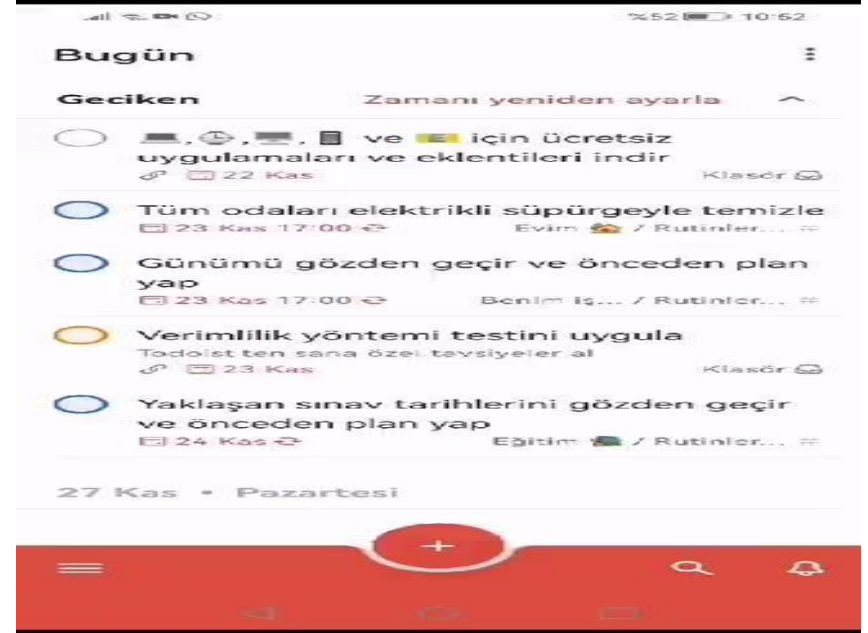 %52 10:52
Bugün
Geciken Zamanı yeniden ayarla
💻,🕒,🖥,📱 ve 📧 için ücretsiz
uygulamaları ve eklentileri indir
22 Kas Klasör
Tüm odaları elektrikli süpürgeyle temizle
23 Kas 17:00 Evim 🏠 / Rutinler... #
Günümü gözden geçir ve önceden plan
yap
23 Kas 17:00 Benim iş... / Rutinler... #
Verimlilik yöntemi testini uygula
Todoist'ten sana özel tavsiyeler al
23 Kas Klasör
Yaklaşan sınav tarihlerini gözden geçir
ve önceden plan yap
24 Kas Eğitim 📚 / Rutinler... #
27 Kas • Pazartesi